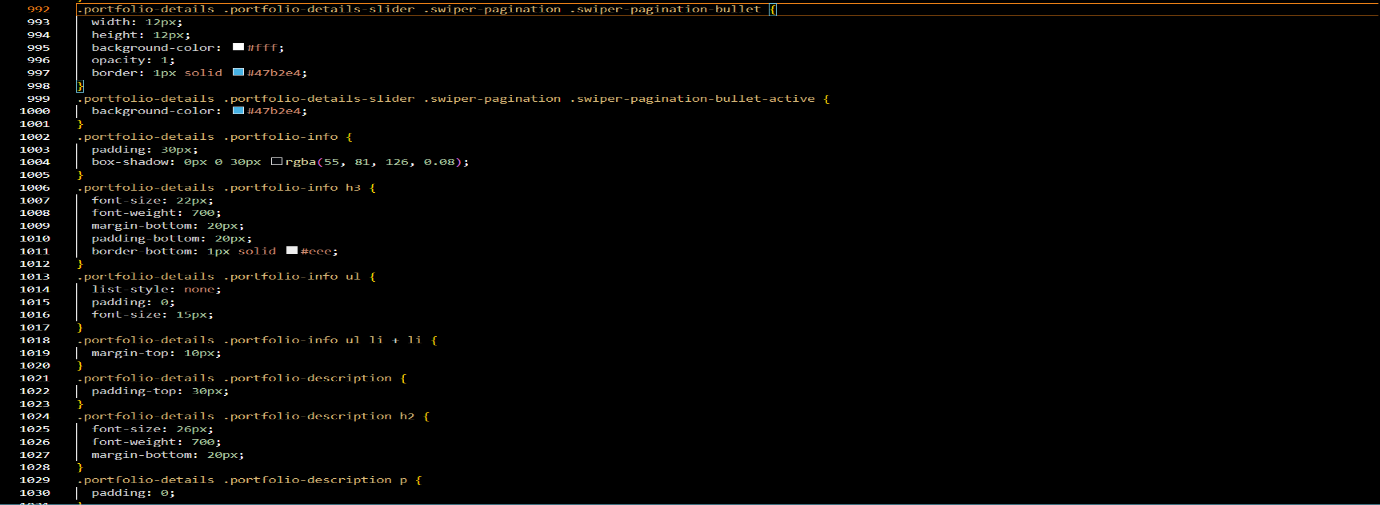 992 .portfolio-details .portfolio-details-slider .swiper-pagination .swiper-pagination-bullet {
993 width: 12px;
994 height: 12px;
995 background-color: #fff;
996 opacity: 1;
997 border: 1px solid #47b2e4;
998 }
999 .portfolio-details .portfolio-details-slider .swiper-pagination .swiper-pagination-bullet-active {
1000 background-color: #47b2e4;
1001 }
1002 .portfolio-details .portfolio-info {
1003 padding: 30px;
1004 box-shadow: 0px 0 30px rgba(55, 81, 126, 0.08);
1005 }
1006 .portfolio-details .portfolio-info h3 {
1007 font-size: 22px;
1008 font-weight: 700;
1009 margin-bottom: 20px;
1010 padding-bottom: 20px;
1011 border-bottom: 1px solid #eee;
1012 }
1013 .portfolio-details .portfolio-info ul {
1014 list-style: none;
1015 padding: 0;
1016 font-size: 15px;
1017 }
1018 .portfolio-details .portfolio-info ul li + li {
1019 margin-top: 10px;
1020 }
1021 .portfolio-details .portfolio-description {
1022 padding-top: 30px;
1023 }
1024 .portfolio-details .portfolio-description h2 {
1025 font-size: 26px;
1026 font-weight: 700;
1027 margin-bottom: 20px;
1028 }
1029 .portfolio-details .portfolio-description p {
1030 padding: 0;